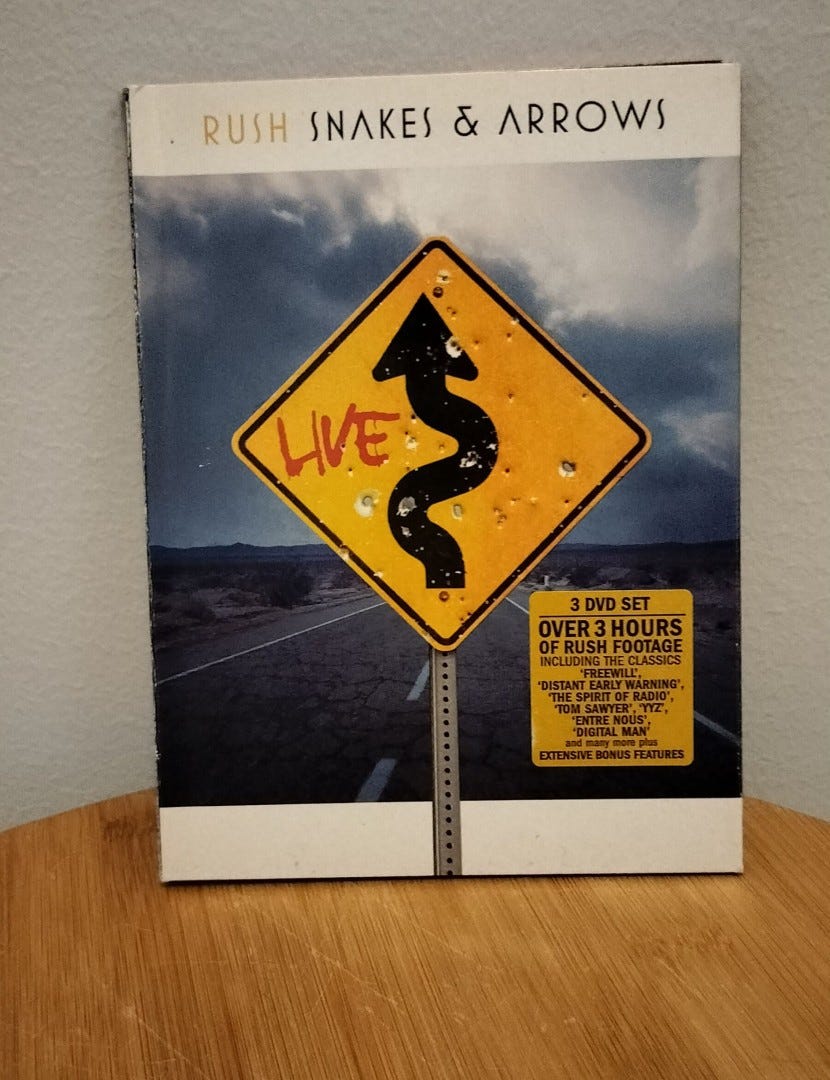 RUSH SNAKES & ARROWS
LIVE
3 DVD SET
OVER 3 HOURS
OF RUSH FOOTAGE
INCLUDING THE CLASSICS
'FREEWILL',
'DISTANT EARLY WARNING',
'THE SPIRIT OF RADIO',
'TOM SAWYER', 'YYZ',
'ENTRE NOUS',
'DIGITAL MAN'
and many more plus
EXTENSIVE BONUS FEATURES